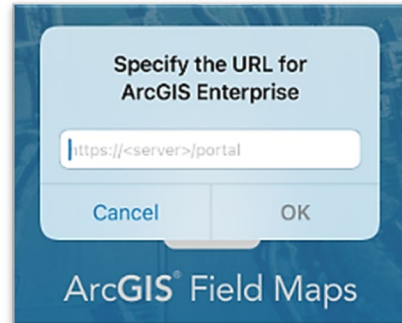 Specify the URL for
ArcGIS Enterprise
https://<server>/portal
Cancel
OK
ArcGIS® Field Maps